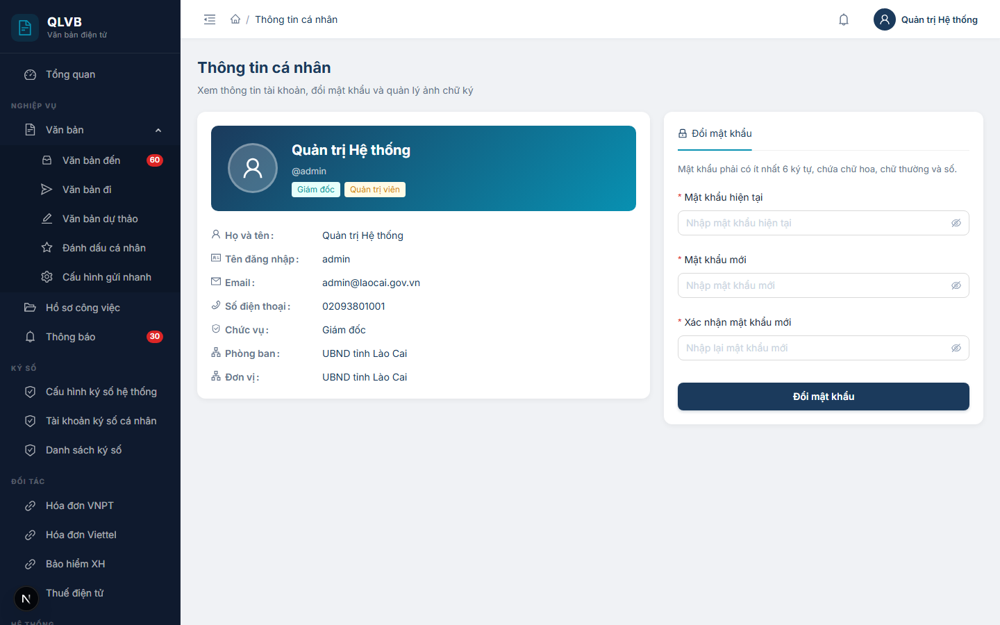 QLVB
Văn bản điện tử
Tổng quan
NGHIỆP VỤ
Văn bản
Văn bản đến 60
Văn bản đi
Văn bản dự thảo
Đánh dấu cá nhân
Cấu hình gửi nhanh
Hồ sơ công việc
Thông báo 30
KÝ SỐ
Cấu hình ký số hệ thống
Tài khoản ký số cá nhân
Danh sách ký số
ĐỐI TÁC
Hóa đơn VNPT
Hóa đơn Viettel
Bảo hiểm XH
Thuế điện tử
N
HỆ THỐNG
/ Thông tin cá nhân
Quản trị Hệ thống
Thông tin cá nhân
Xem thông tin tài khoản, đổi mật khẩu và quản lý ảnh chữ ký
Quản trị Hệ thống
@admin
Giám đốc Quản trị viên
Họ và tên: Quản trị Hệ thống
Tên đăng nhập: admin
Email: admin@laocai.gov.vn
Số điện thoại: 02093801001
Chức vụ: Giám đốc
Phòng ban: UBND tỉnh Lào Cai
Đơn vị: UBND tỉnh Lào Cai
Đổi mật khẩu
Mật khẩu phải có ít nhất 6 ký tự, chứa chữ hoa, chữ thường và số.
* Mật khẩu hiện tại
Nhập mật khẩu hiện tại
* Mật khẩu mới
Nhập mật khẩu mới
* Xác nhận mật khẩu mới
Nhập lại mật khẩu mới
Đổi mật khẩu